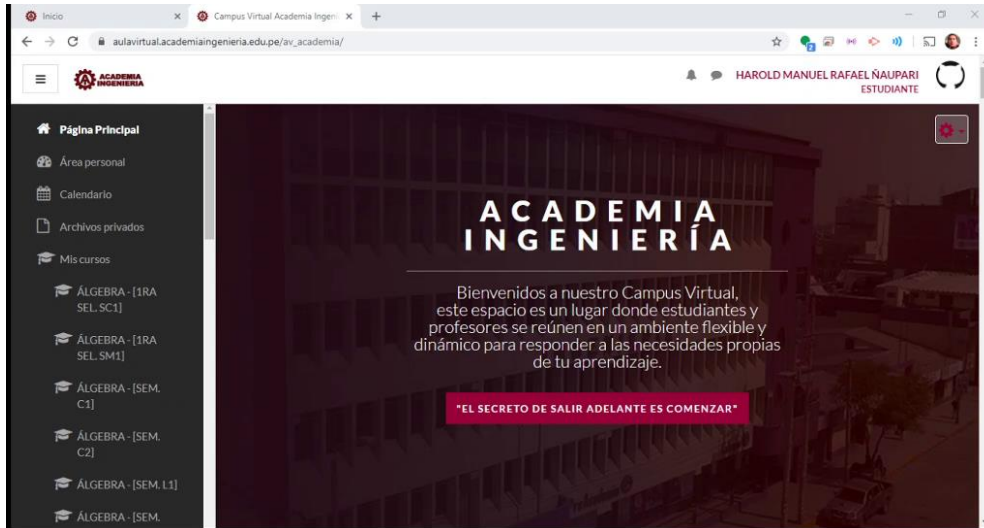 Inicio
Campus Virtual Academia Ingeni
aulavirtual.academiaingenieria.edu.pe/av_academia/
ACADEMIA
INGENIERIA
HAROLD MANUEL RAFAEL ÑAUPARI
ESTUDIANTE
Página Principal
Área personal
Calendario
Archivos privados
Mis cursos
ÁLGEBRA - [1RA
SEL. SC1]
ÁLGEBRA - [1RA
SEL. SM1]
ÁLGEBRA - [SEM.
C1]
ÁLGEBRA - [SEM.
C2]
ÁLGEBRA - [SEM. L1]
ÁLGEBRA - [SEM.
ACADEMIA
INGENIERÍA
Bienvenidos a nuestro Campus Virtual,
este espacio es un lugar donde estudiantes y
profesores se reúnen en un ambiente flexible y
dinámico para responder a las necesidades propias
de tu aprendizaje.
"EL SECRETO DE SALIR ADELANTE ES COMENZAR"